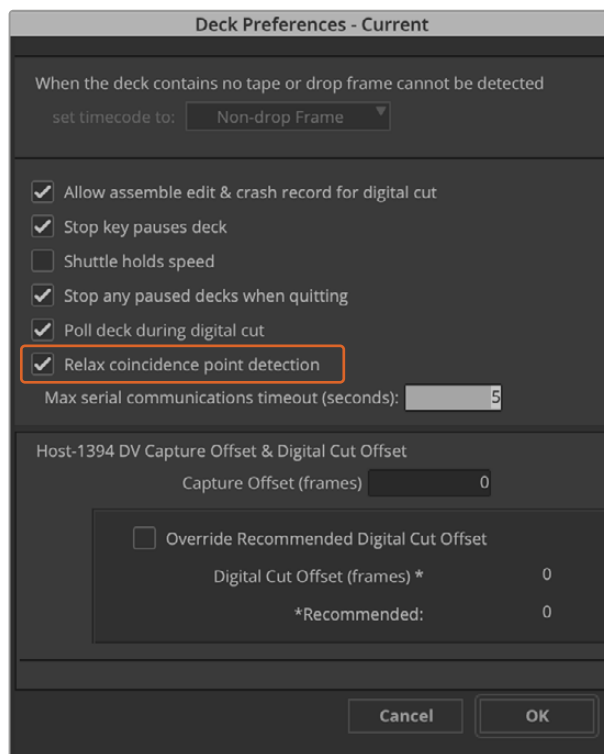 Deck Preferences - Current
When the deck contains no tape or drop frame cannot be detected
set timecode to: Non-drop Frame
Allow assemble edit & crash record for digital cut
Stop key pauses deck
Shuttle holds speed
Stop any paused decks when quitting
Poll deck during digital cut
Relax coincidence point detection
Max serial communications timeout (seconds): 5
Host-1394 DV Capture Offset & Digital Cut Offset
Capture Offset (frames) 0
Override Recommended Digital Cut Offset
Digital Cut Offset (frames) * 0
*Recommended: 0
Cancel OK